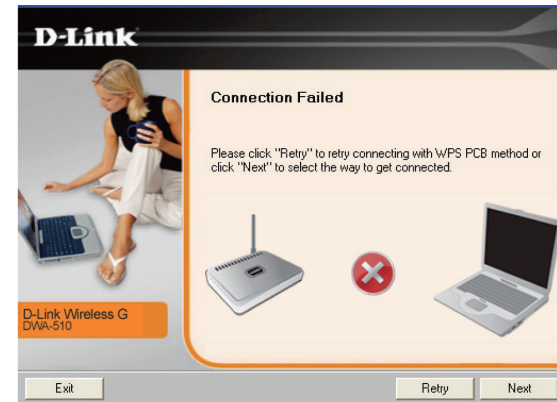 D-Link
Connection Failed
Please click "Retry" to retry connecting with WPS PCB method or
click "Next" to select the way to get connected.
D-Link Wireless G
DWA-510
Exit
Retry
Next